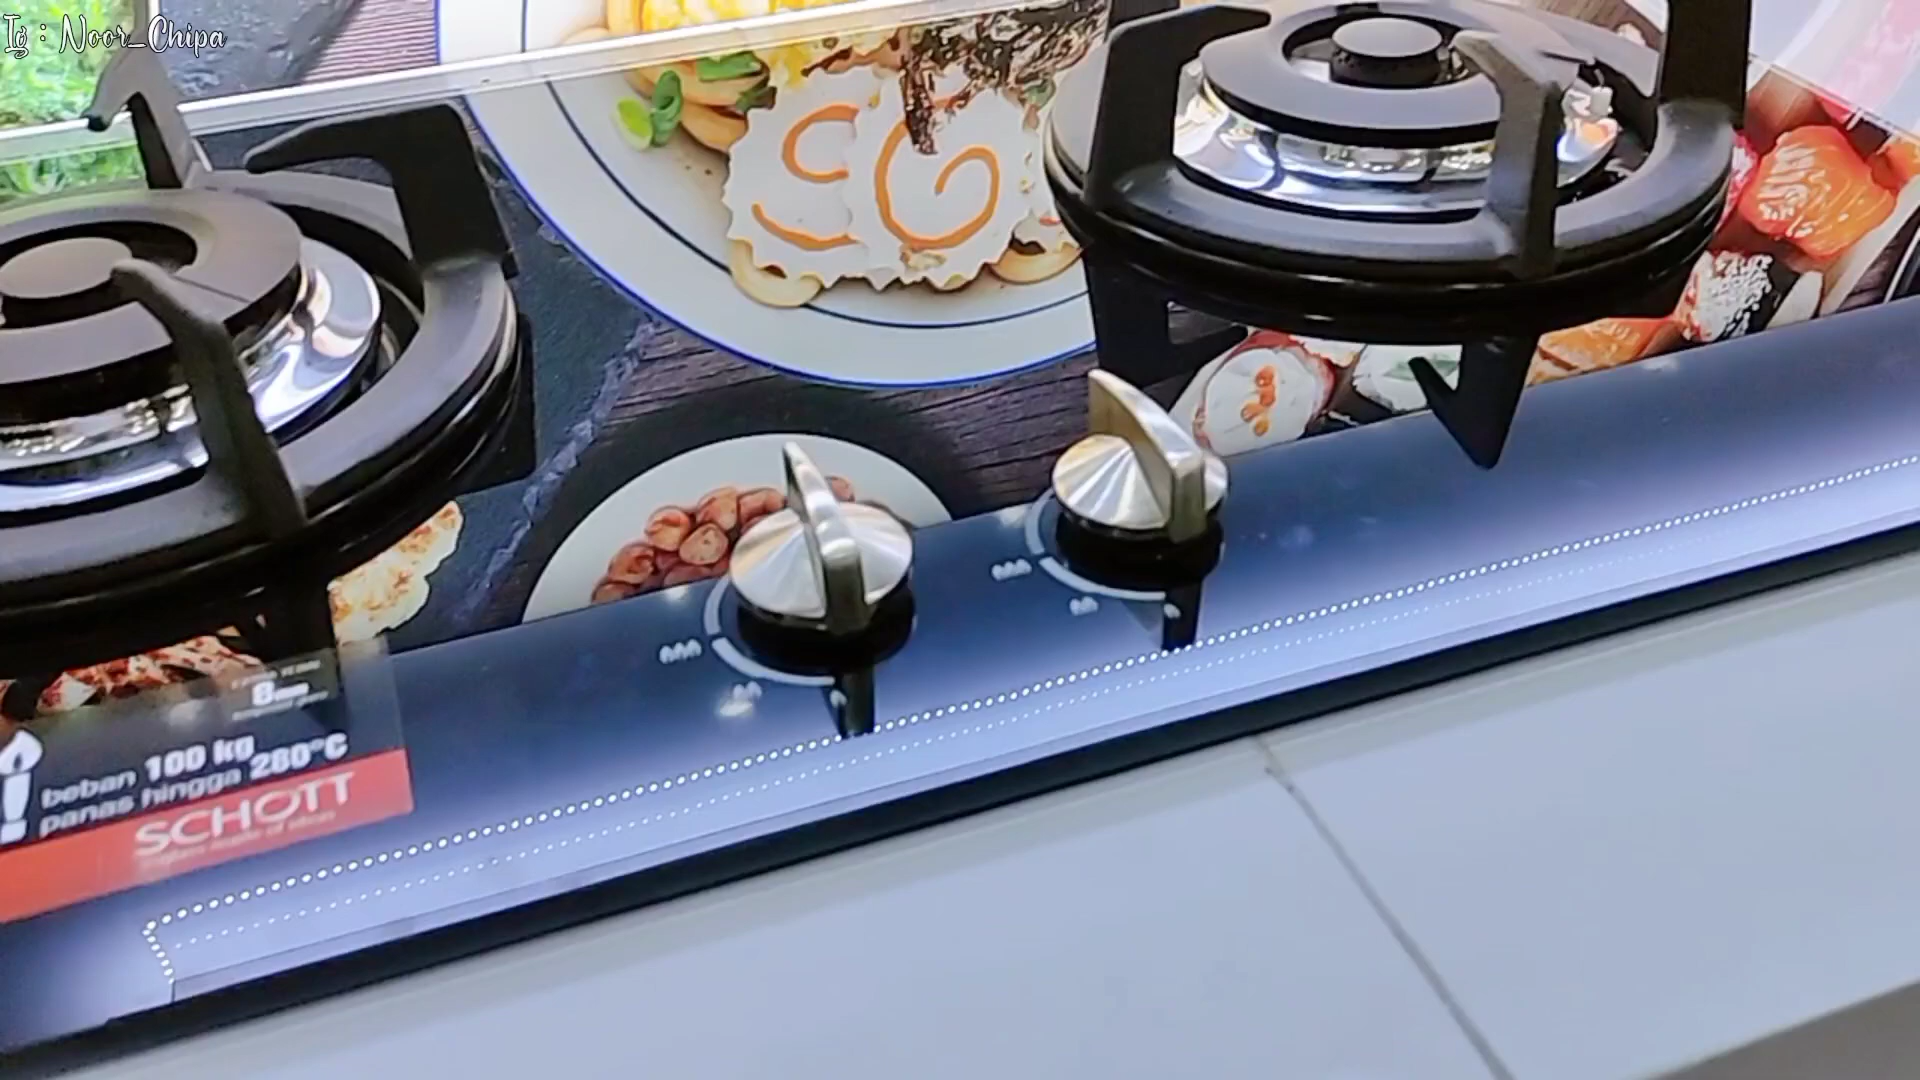 Ig : Noor_Chipa
8mm
beban 100 kg
panas hingga 280°C
SCHOTT